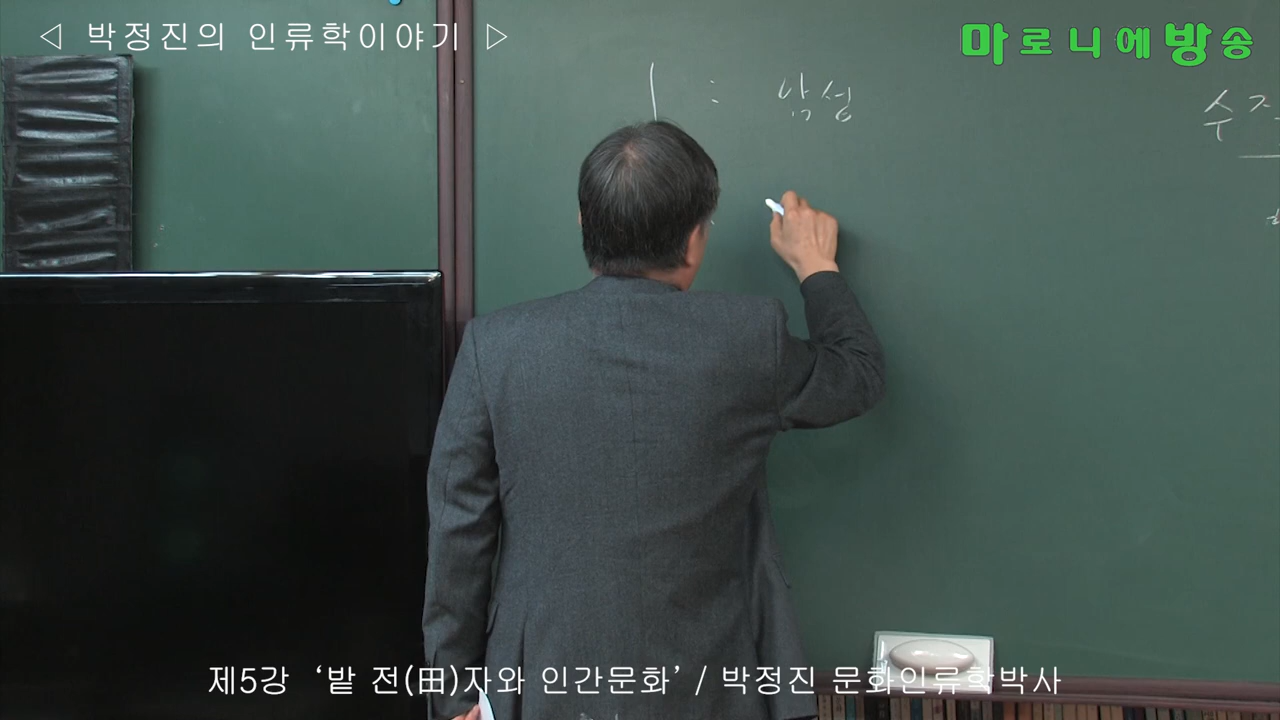 ◁ 박정진의 인류학이야기 ▷
마로니에방송
| :
수
제5강 ‘밭 전(田)자와 인간문화’ / 박정진 문화인류학박사